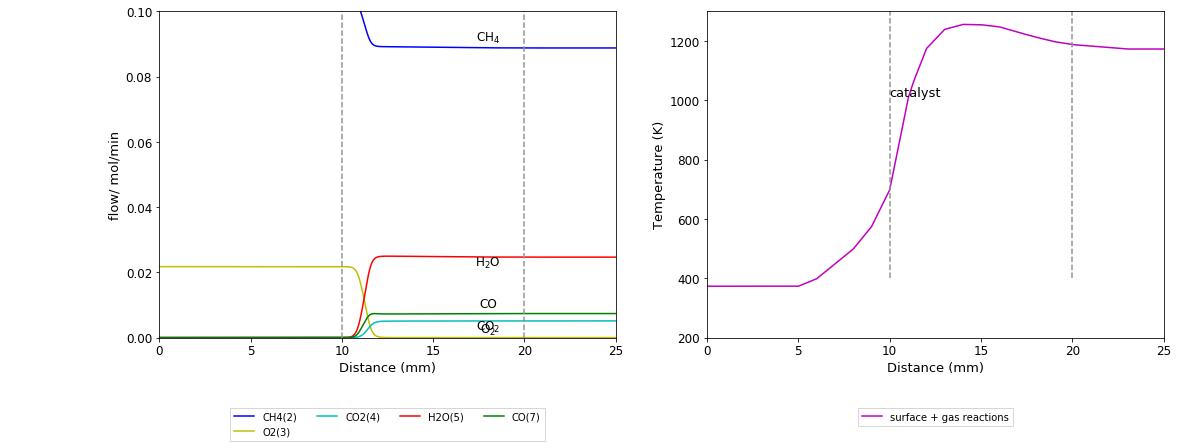 0.10
0.08
0.06
0.04
0.02
0.00
flow/ mol/min
CH4
H2O
CO
CO2
O2
0 5 10 15 20 25
Distance (mm)
CH4(2) CO2(4) H2O(5) CO(7)
O2(3)
1200
1000
800
600
400
200
Temperature (K)
catalyst
0 5 10 15 20 25
Distance (mm)
surface + gas reactions